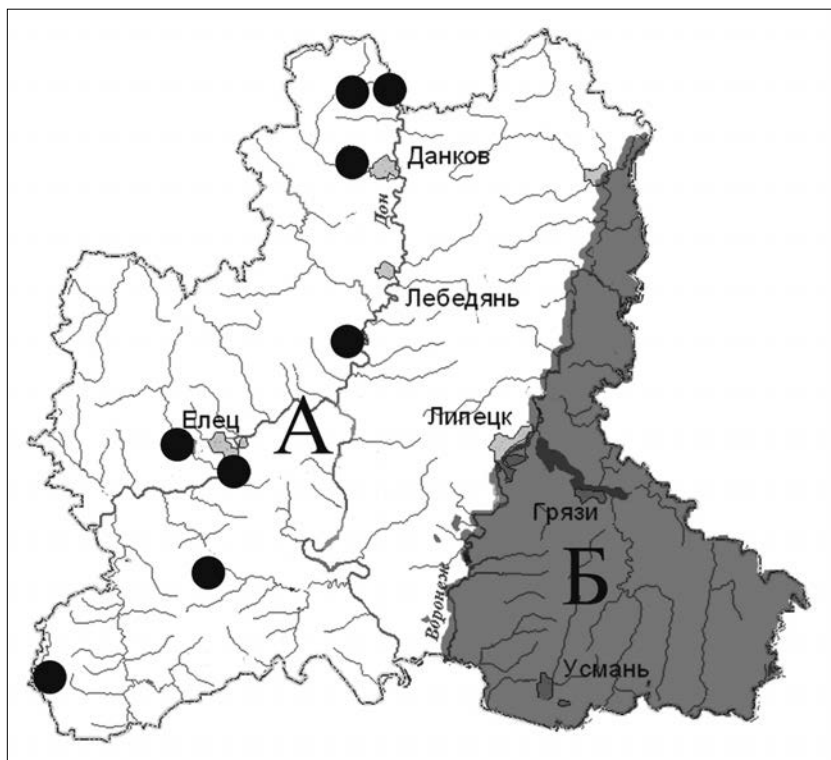 Данков
Дон
Лебедянь
Елец
А
Липецк
Грязи
Б
Воронеж
Усмань